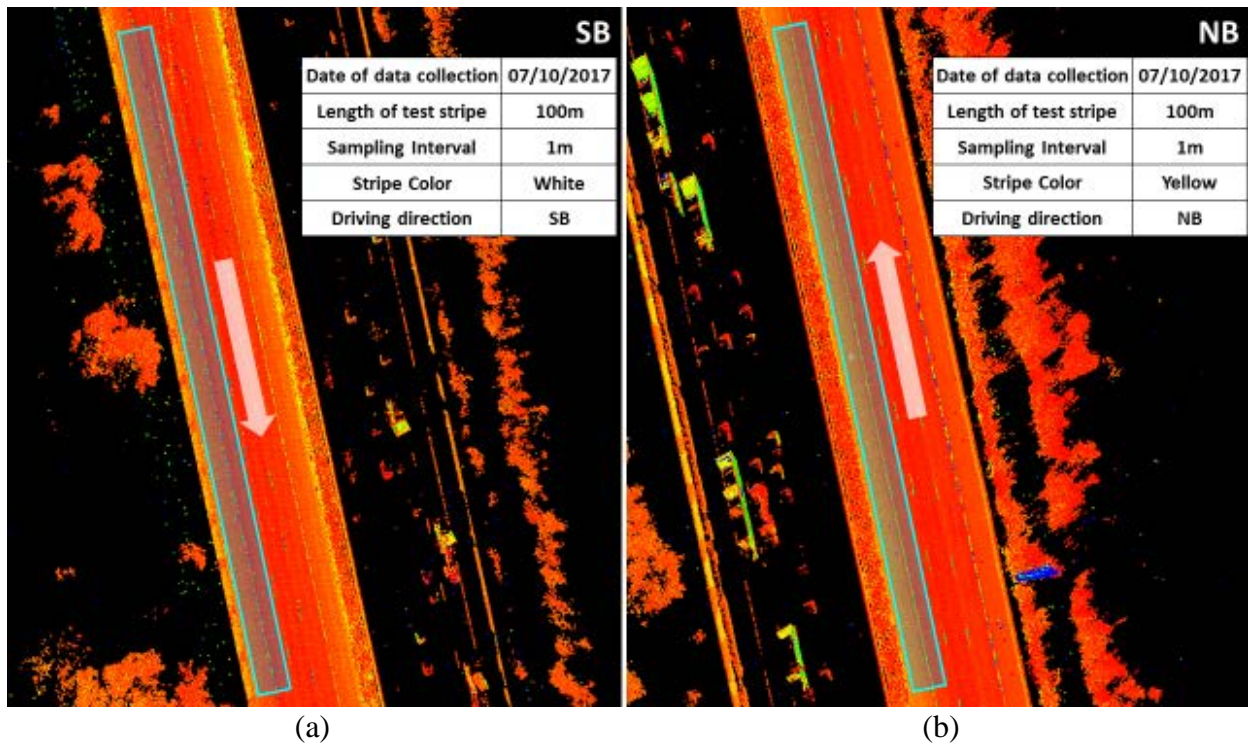 SB
Date of data collection 07/10/2017
Length of test stripe 100m
Sampling Interval 1m
Stripe Color White
Driving direction SB
NB
Date of data collection 07/10/2017
Length of test stripe 100m
Sampling Interval 1m
Stripe Color Yellow
Driving direction NB
(a)
(b)